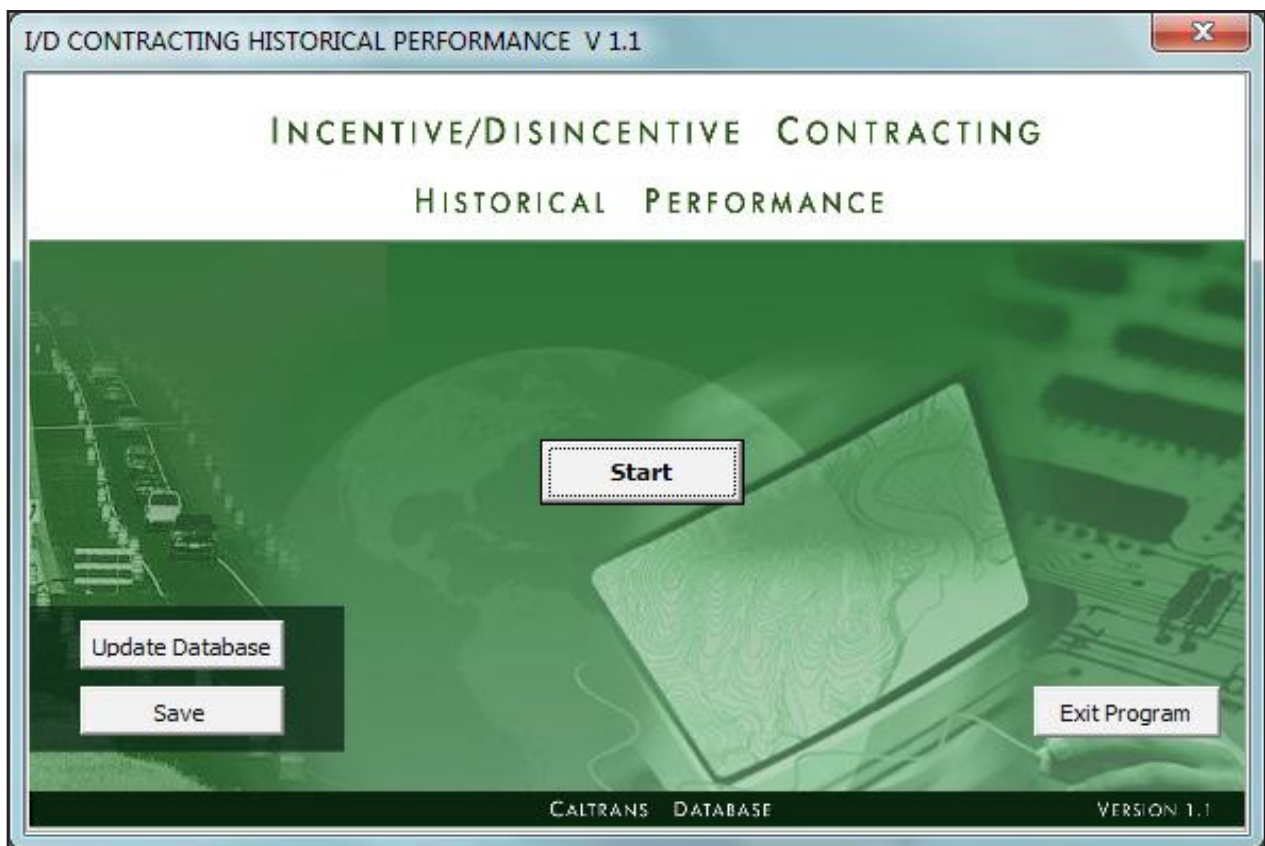 I/D CONTRACTING HISTORICAL PERFORMANCE V 1.1
INCENTIVE/DISINCENTIVE CONTRACTING
HISTORICAL PERFORMANCE
Start
Update Database
Save
Exit Program
CALTRANS DATABASE
VERSION 1.1